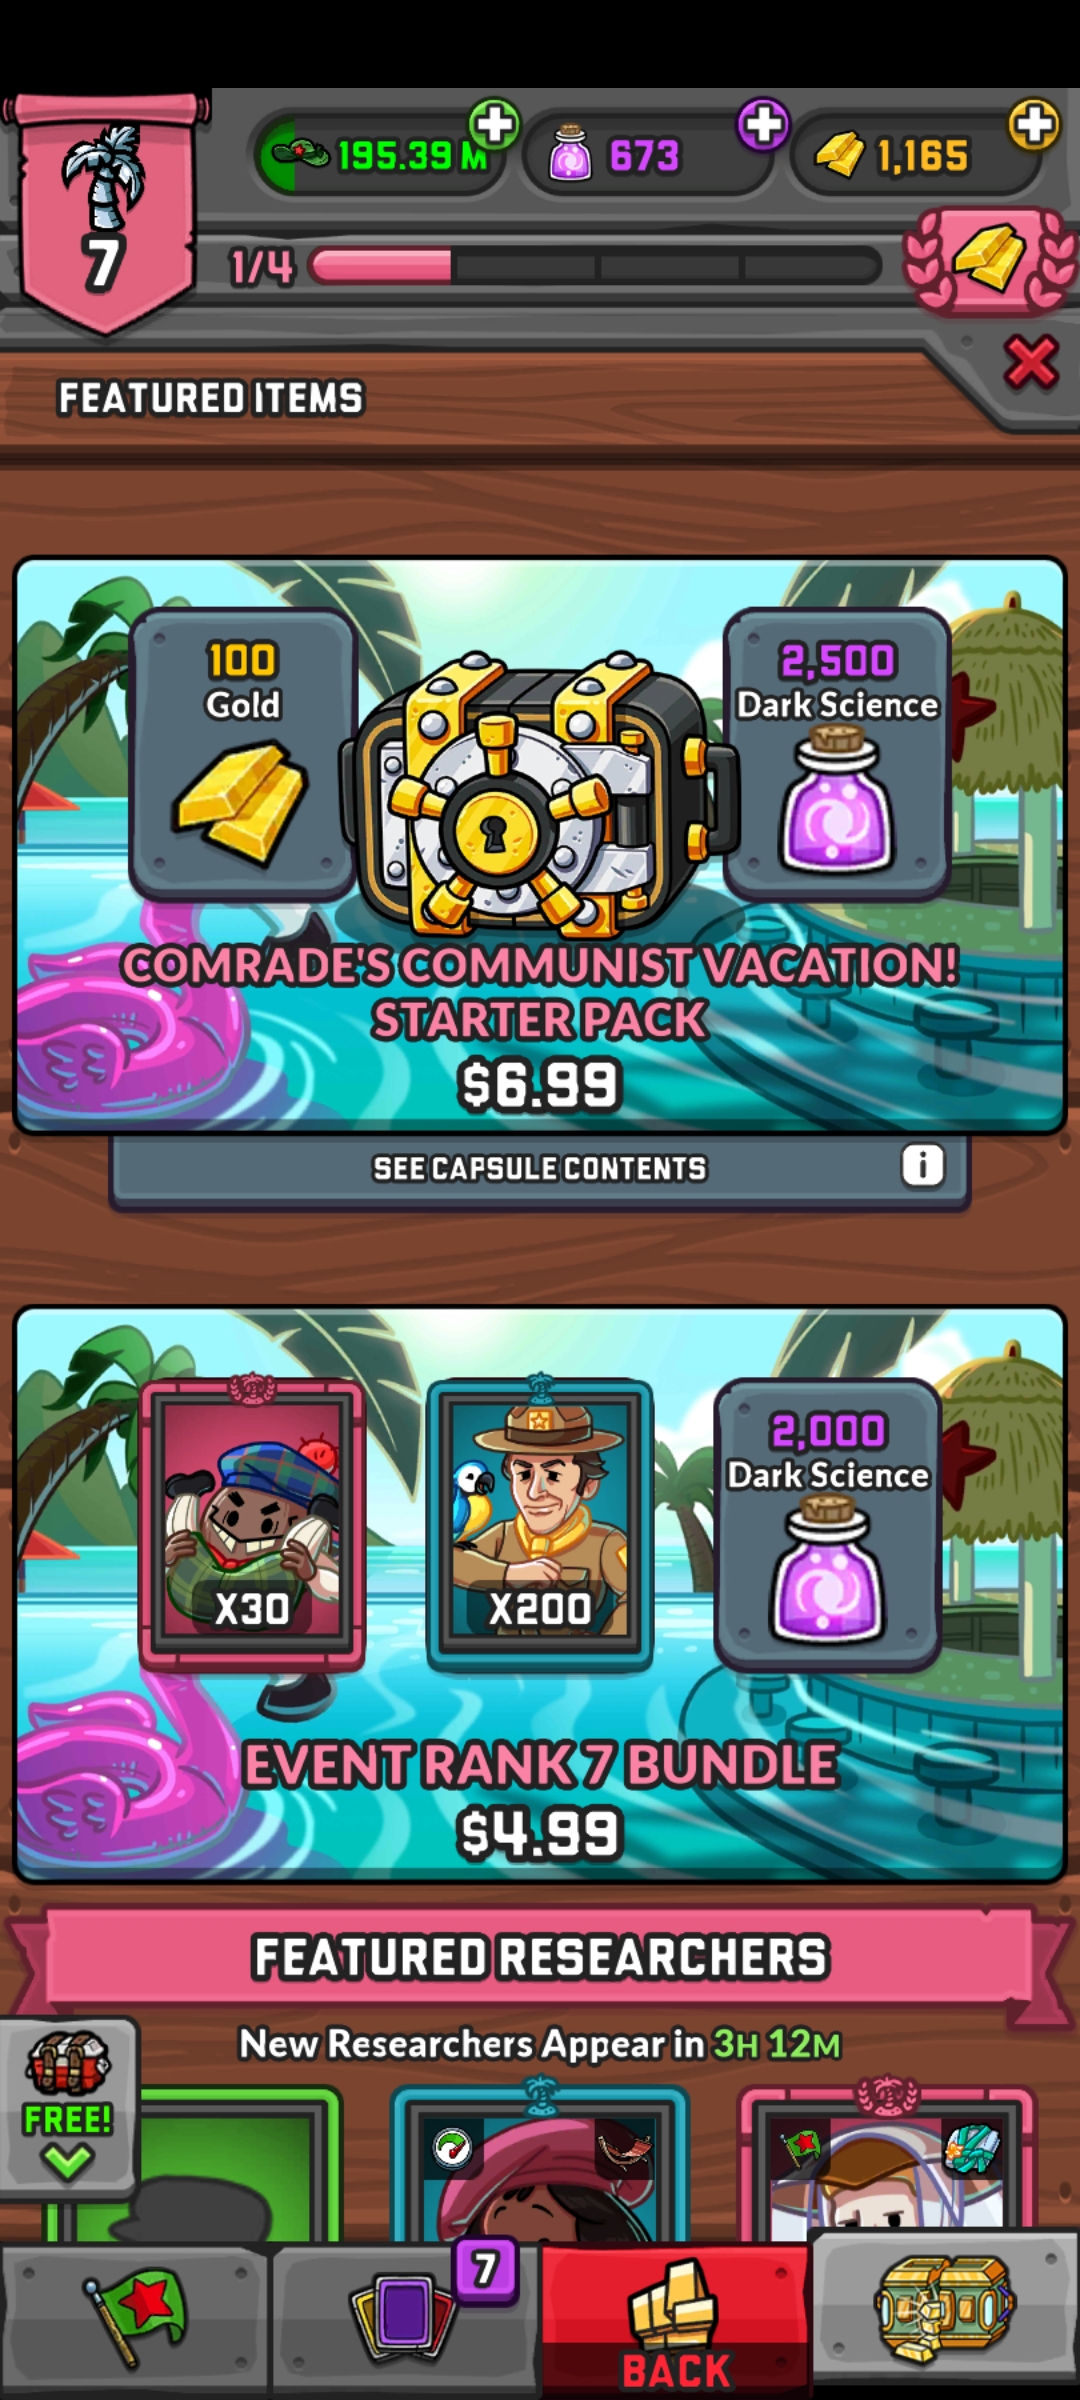 195.39 M
673
1,165
7
1/4
FEATURED ITEMS
100
Gold
2,500
Dark Science
COMRADE'S COMMUNIST VACATION!
STARTER PACK
$6.99
SEE CAPSULE CONTENTS
i
X30
X200
2,000
Dark Science
EVENT RANK 7 BUNDLE
$4.99
FEATURED RESEARCHERS
New Researchers Appear in 3H 12M
FREE!
7
BACK